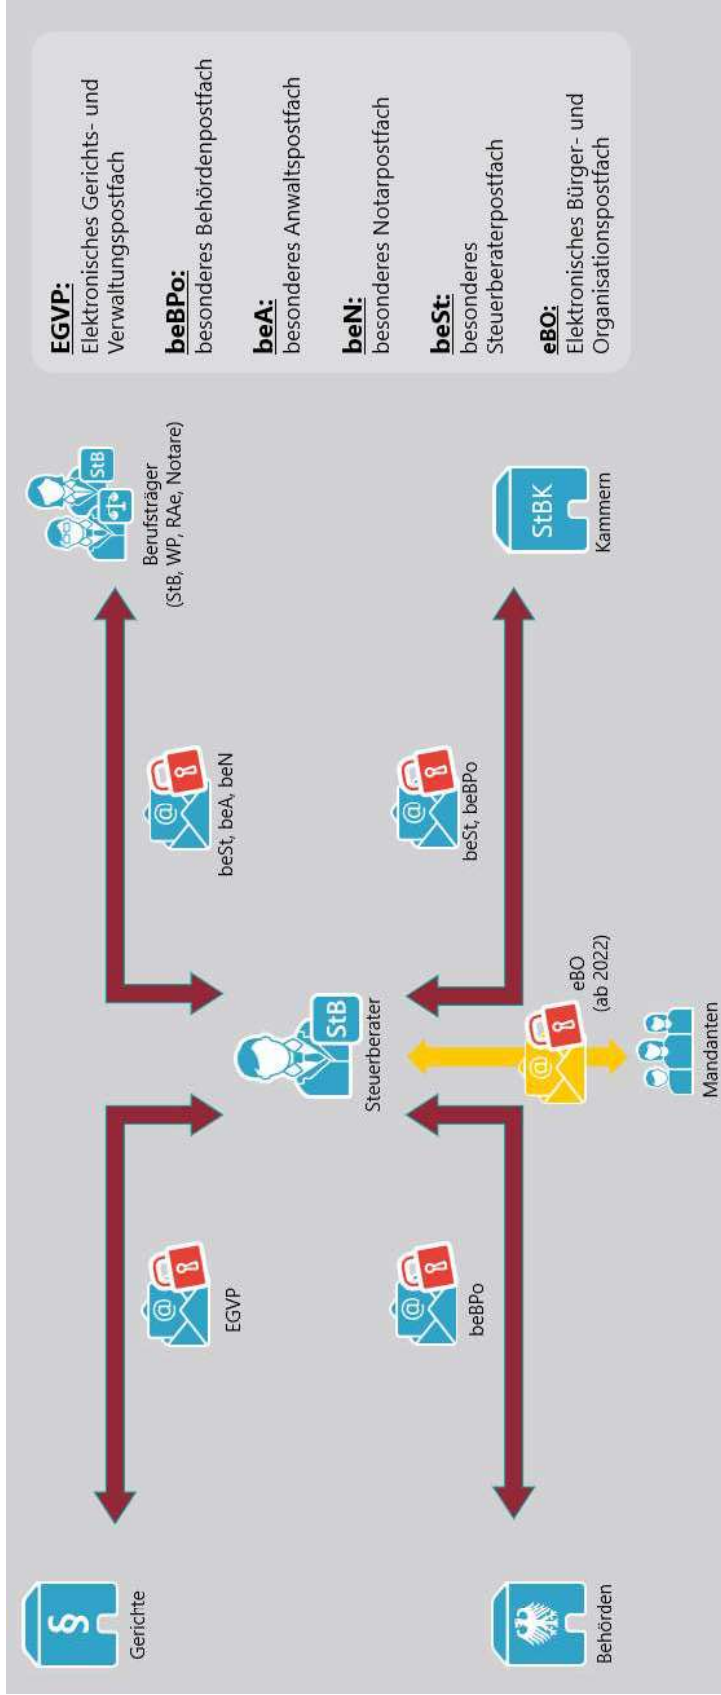 §
Gerichte
EGVP
StB
Steuerberater
beSt, beA, beN
StB
Berufsträger
(StB, WP, RAe, Notare)
Behörden
beBPo
eBO
(ab 2022)
Mandanten
beSt, beBPo
StBK
Kammern
@
@
@
@
@
EGVP:
Elektronisches Gerichts- und
Verwaltungspostfach
beBPo:
besonderes Behördenpostfach
beA:
besonderes Anwaltspostfach
beN:
besonderes Notarpostfach
beSt:
besonderes
Steuerberaterpostfach
eBO:
Elektronisches Bürger- und
Organisationspostfach